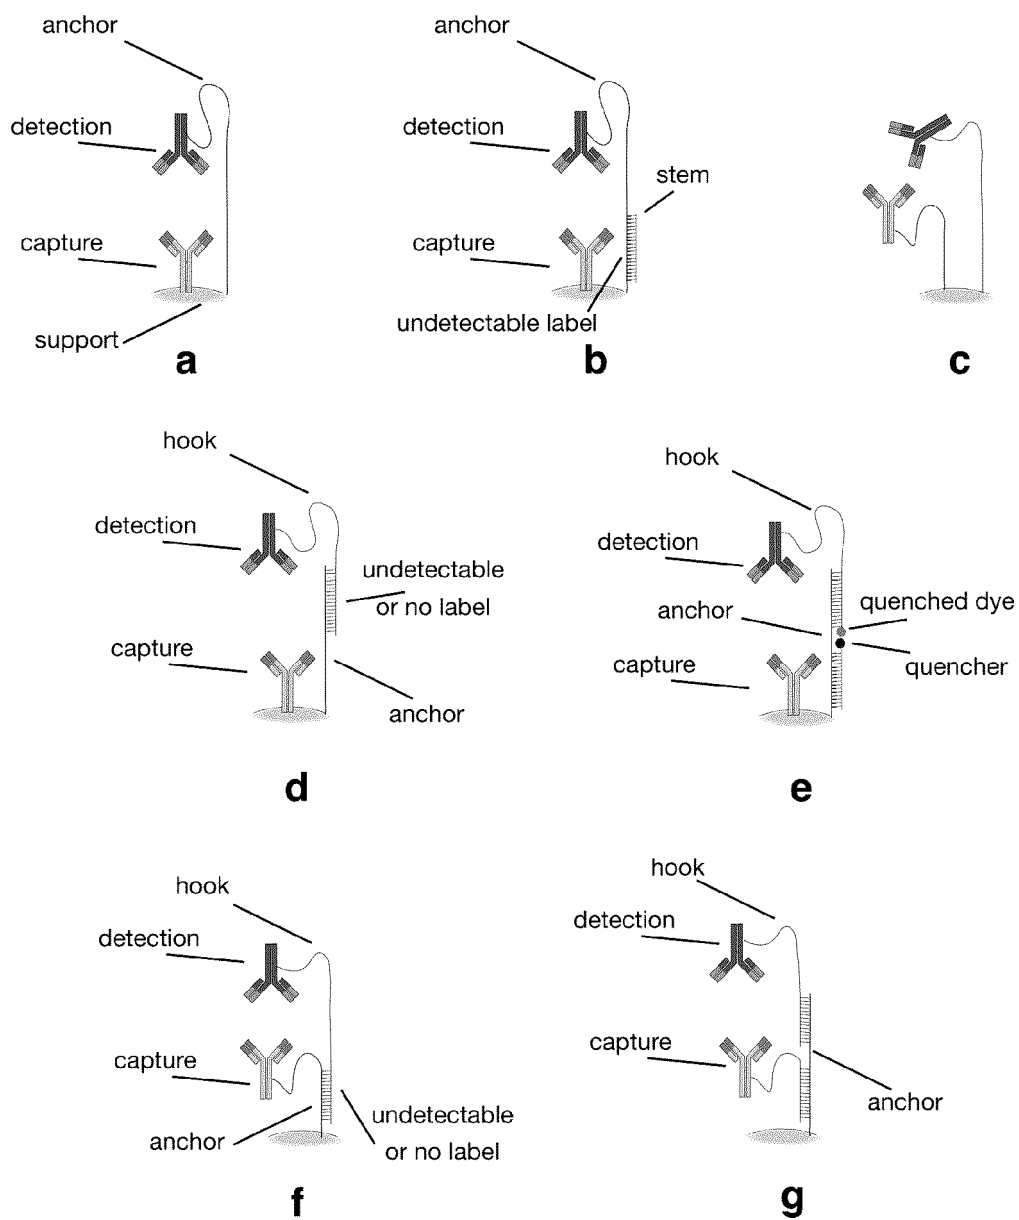 anchor
detection
capture
support
a
anchor
detection
stem
capture
undetectable label
b
c
hook
detection
undetectable
or no label
capture
anchor
d
hook
detection
quenched dye
anchor
capture
quencher
e
hook
detection
capture
undetectable
anchor
or no label
f
hook
detection
capture
anchor
g